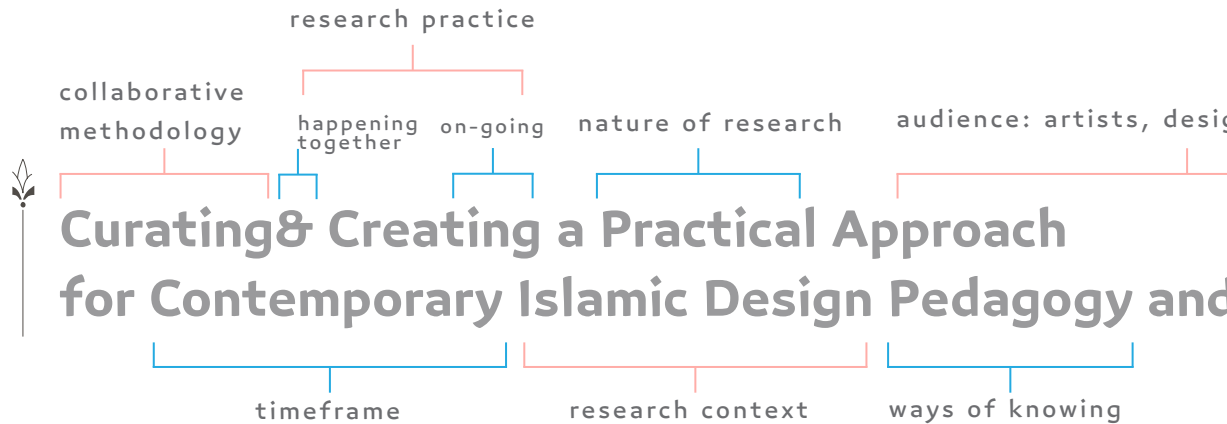 research practice
collaborative
methodology
happening
together
on-going
nature of research
audience: artists,
Curating& Creating a Practical Approach
for Contemporary Islamic Design Pedagogy and
timeframe
research context
ways of knowing